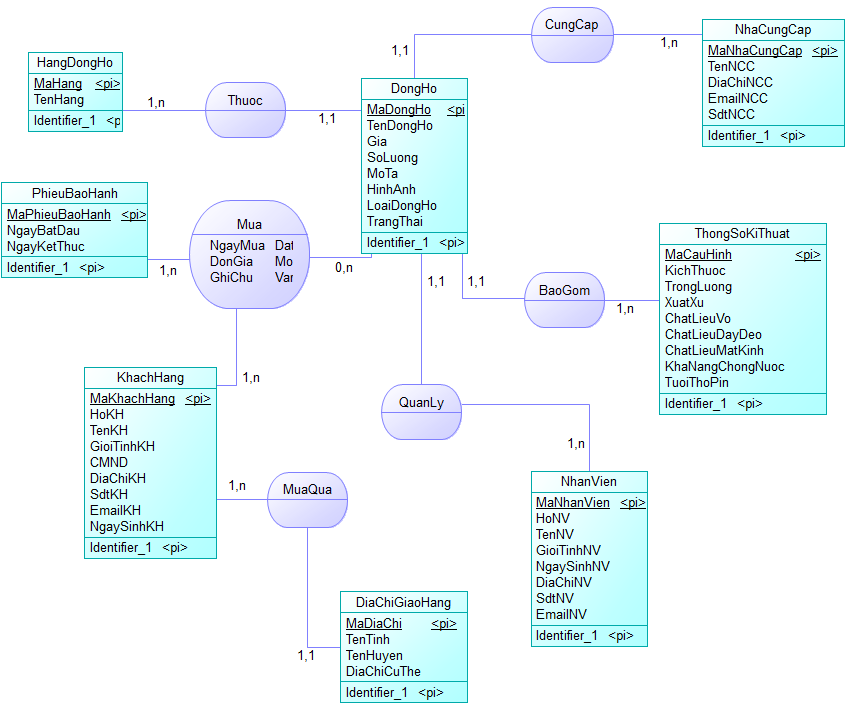 CungCap
1,1
1,n
NhaCungCap
MaNhaCungCap <pi>
TenNCC
DiaChiNCC
EmailNCC
SdtNCC
Identifier_1 <pi>
HangDongHo
MaHang <pi>
TenHang
Identifier_1 <p
1,n
Thuoc
1,1
DongHo
MaDongHo <pi
TenDongHo
Gia
SoLuong
MoTa
HinhAnh
LoaiDongHo
TrangThai
Identifier_1 <pi>
PhieuBaoHanh
MaPhieuBaoHanh <pi>
NgayBatDau
NgayKetThuc
Identifier_1 <pi>
1,n
Mua
NgayMua Dat
DonGia Mo
GhiChu Var
0,n
1,n
1,1
1,1
BaoGom
1,n
ThongSoKiThuat
MaCauHinh <pi>
KichThuoc
TrongLuong
XuatXu
ChatLieuVo
ChatLieuDayDeo
ChatLieuMatKinh
KhaNangChongNuoc
TuoiThoPin
Identifier_1 <pi>
KhachHang
MaKhachHang <pi>
HoKH
TenKH
GioiTinhKH
CMND
DiaChiKH
SdtKH
EmailKH
NgaySinhKH
Identifier_1 <pi>
QuanLy
1,n
1,n
MuaQua
1,1
NhanVien
MaNhanVien <pi>
HoNV
TenNV
GioiTinhNV
NgaySinhNV
DiaChiNV
SdtNV
EmailNV
Identifier_1 <pi>
DiaChiGiaoHang
MaDiaChi <pi>
TenTinh
TenHuyen
DiaChiCuThe
Identifier_1 <pi>